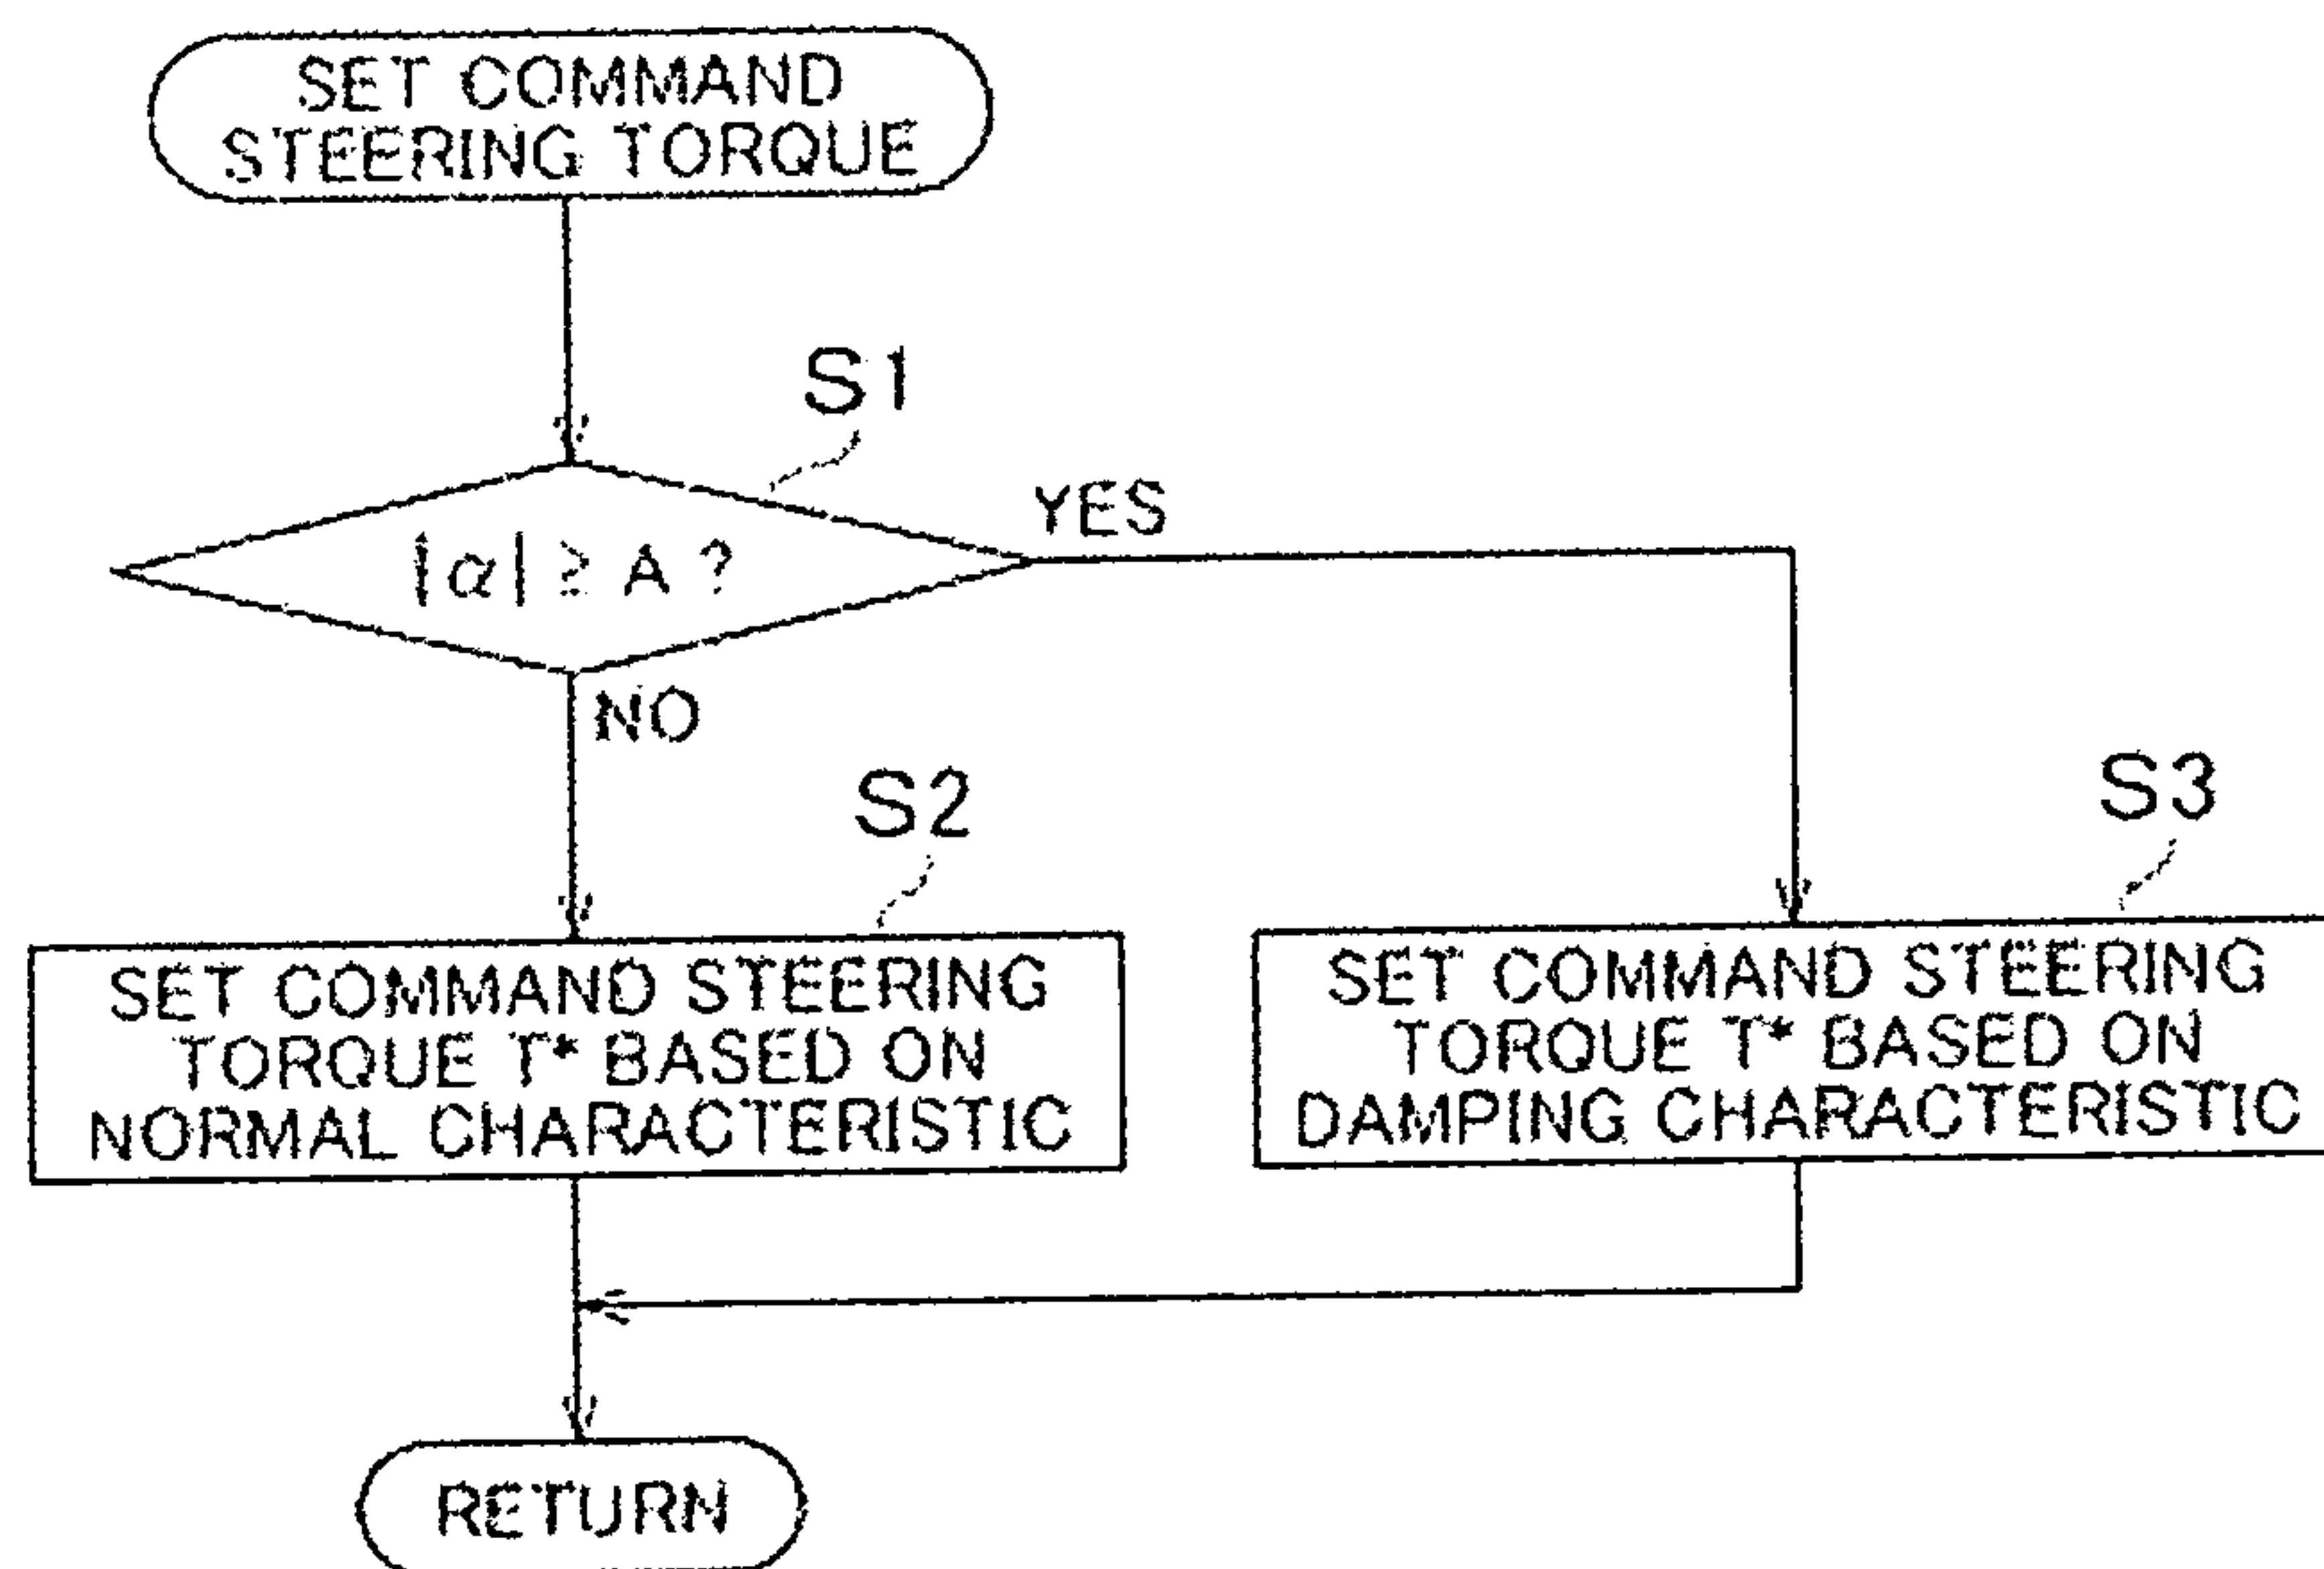 SET COMMAND
STEERING TORQUE
S1
|α| ≥ A ?
YES
NO
S2
S3
SET COMMAND STEERING
TORQUE T* BASED ON
NORMAL CHARACTERISTIC
SET COMMAND STEERING
TORQUE T* BASED ON
DAMPING CHARACTERISTIC
RETURN